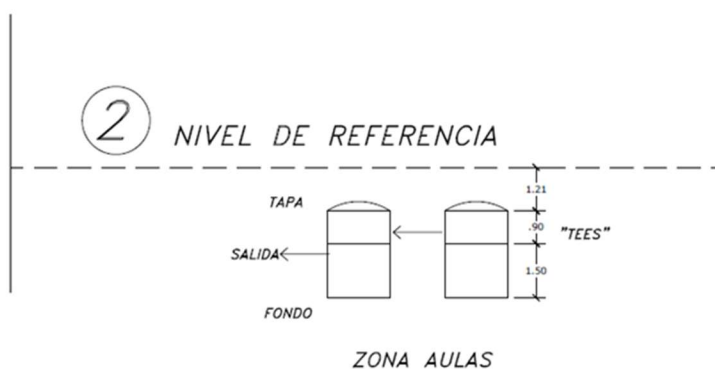 2 NIVEL DE REFERENCIA
1.21
TAPA
.90
"TEES"
SALIDA
1.50
FONDO
ZONA AULAS